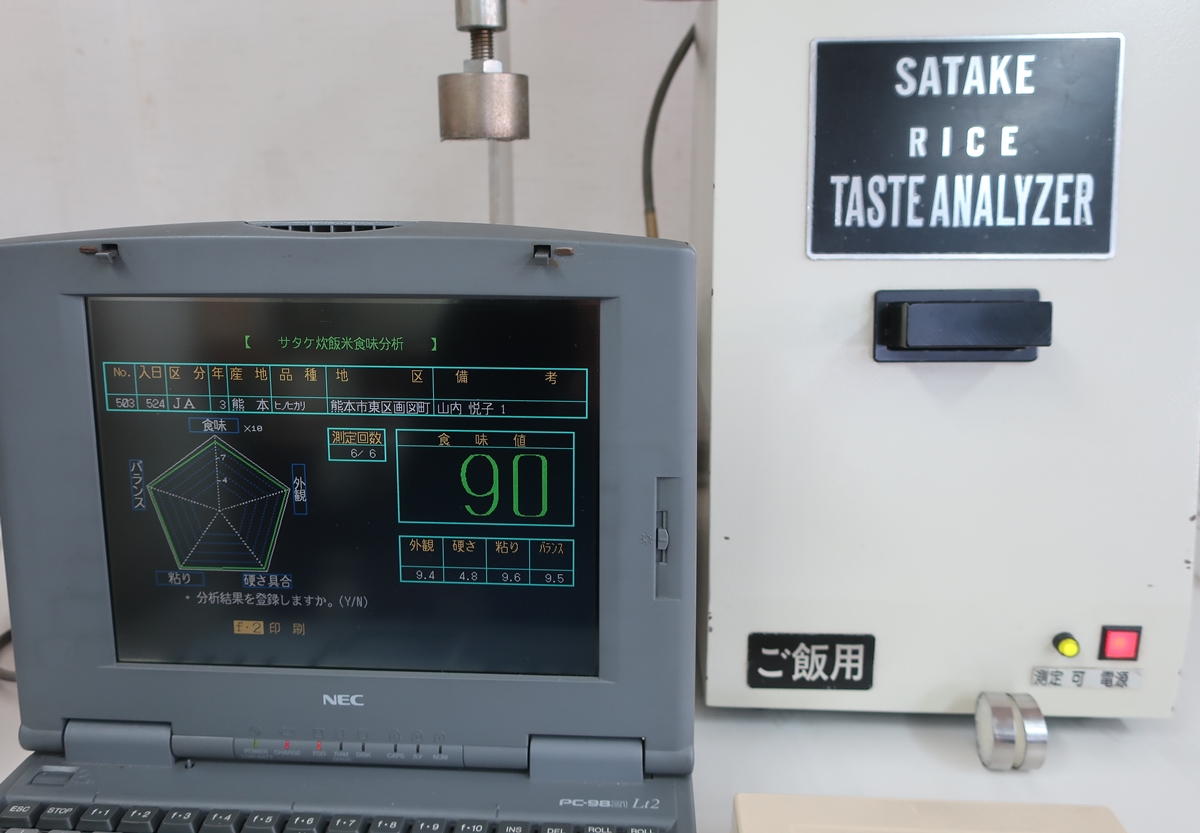 SATAKE
RICE
TASTE ANALYZER
【 サタケ炊飯米食味分析 】
No. 入日 区分 年 産地 品種 地区 備考
503 524 JA 3 熊本 ヒノヒカリ 熊本市東区画図町 山内 悦子 1
食味 X10
7
4
バランス
外観
粘り
硬さ具合
測定回数
6/ 6
食味値
90
外観 硬さ 粘り バランス
9.4 4.8 9.6 9.5
* 分析結果を登録しますか。(Y/N)
f・2 印刷
NEC
ご飯用
測定 可 電源
PC-9821 Lt2
ESC STOP f・1 f・2 f・3 f・4 f・5 f・6 f・7 f・8 f・9 f・10 INS DEL ROLL ROLL